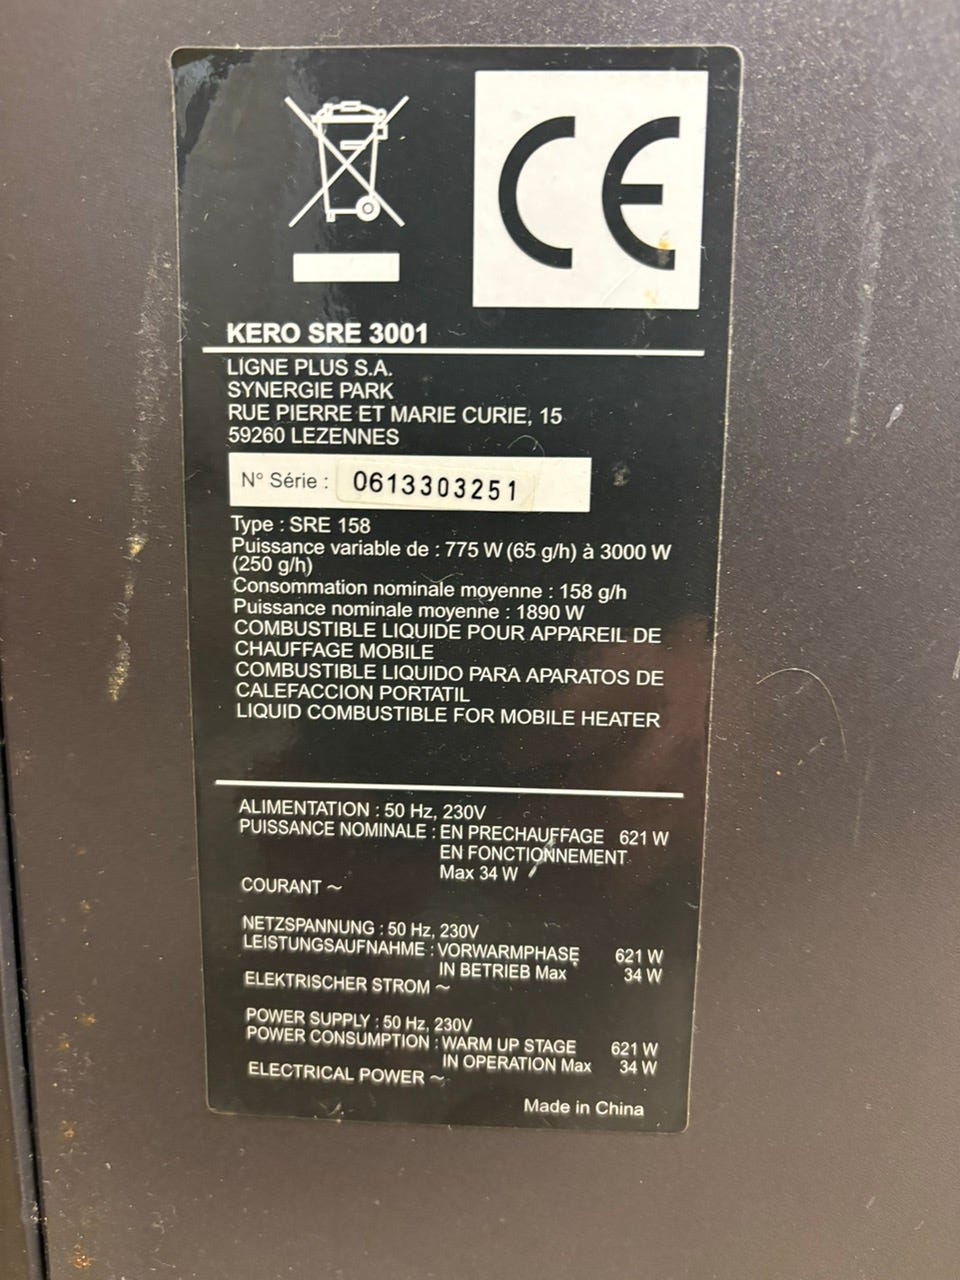 CE
KERO SRE 3001
LIGNE PLUS S.A.
SYNERGIE PARK
RUE PIERRE ET MARIE CURIE, 15
59260 LEZENNES
N° Série : 0613303251
Type : SRE 158
Puissance variable de : 775 W (65 g/h) à 3000 W
(250 g/h)
Consommation nominale moyenne : 158 g/h
Puissance nominale moyenne : 1890 W
COMBUSTIBLE LIQUIDE POUR APPAREIL DE
CHAUFFAGE MOBILE
COMBUSTIBLE LIQUIDO PARA APARATOS DE
CALEFACCION PORTATIL
LIQUID COMBUSTIBLE FOR MOBILE HEATER
ALIMENTATION : 50 Hz, 230V
PUISSANCE NOMINALE : EN PRECHAUFFAGE 621 W
EN FONCTIONNEMENT
Max 34 W
COURANT ~
NETZSPANNUNG : 50 Hz, 230V
LEISTUNGSAUFNAHME : VORWARMPHASE 621 W
IN BETRIEB Max 34 W
ELEKTRISCHER STROM ~
POWER SUPPLY : 50 Hz, 230V
POWER CONSUMPTION : WARM UP STAGE 621 W
IN OPERATION Max 34 W
ELECTRICAL POWER ~
Made in China